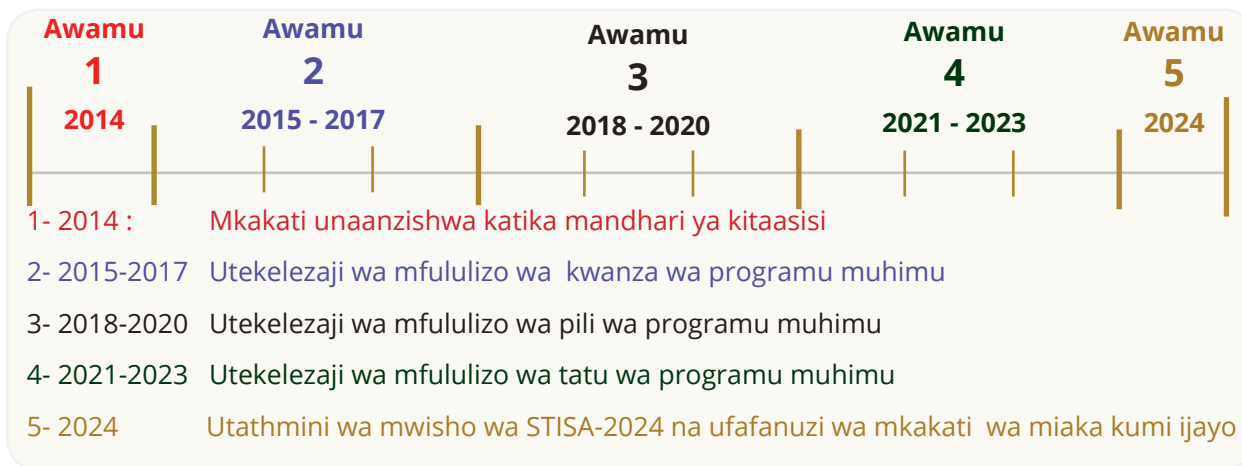 Awamu Awamu Awamu Awamu Awamu
1 2 3 4 5
2014 2015 - 2017 2018 - 2020 2021 - 2023 2024
1- 2014 : Mkakati unaanzishwa katika mandhari ya kitaasisi
2- 2015-2017 Utekelezaji wa mfululizo wa kwanza wa programu muhimu
3- 2018-2020 Utekelezaji wa mfululizo wa pili wa programu muhimu
4- 2021-2023 Utekelezaji wa mfululizo wa tatu wa programu muhimu
5- 2024 Utathmini wa mwisho wa STISA-2024 na ufafanuzi wa mkakati wa miaka kumi ijayo